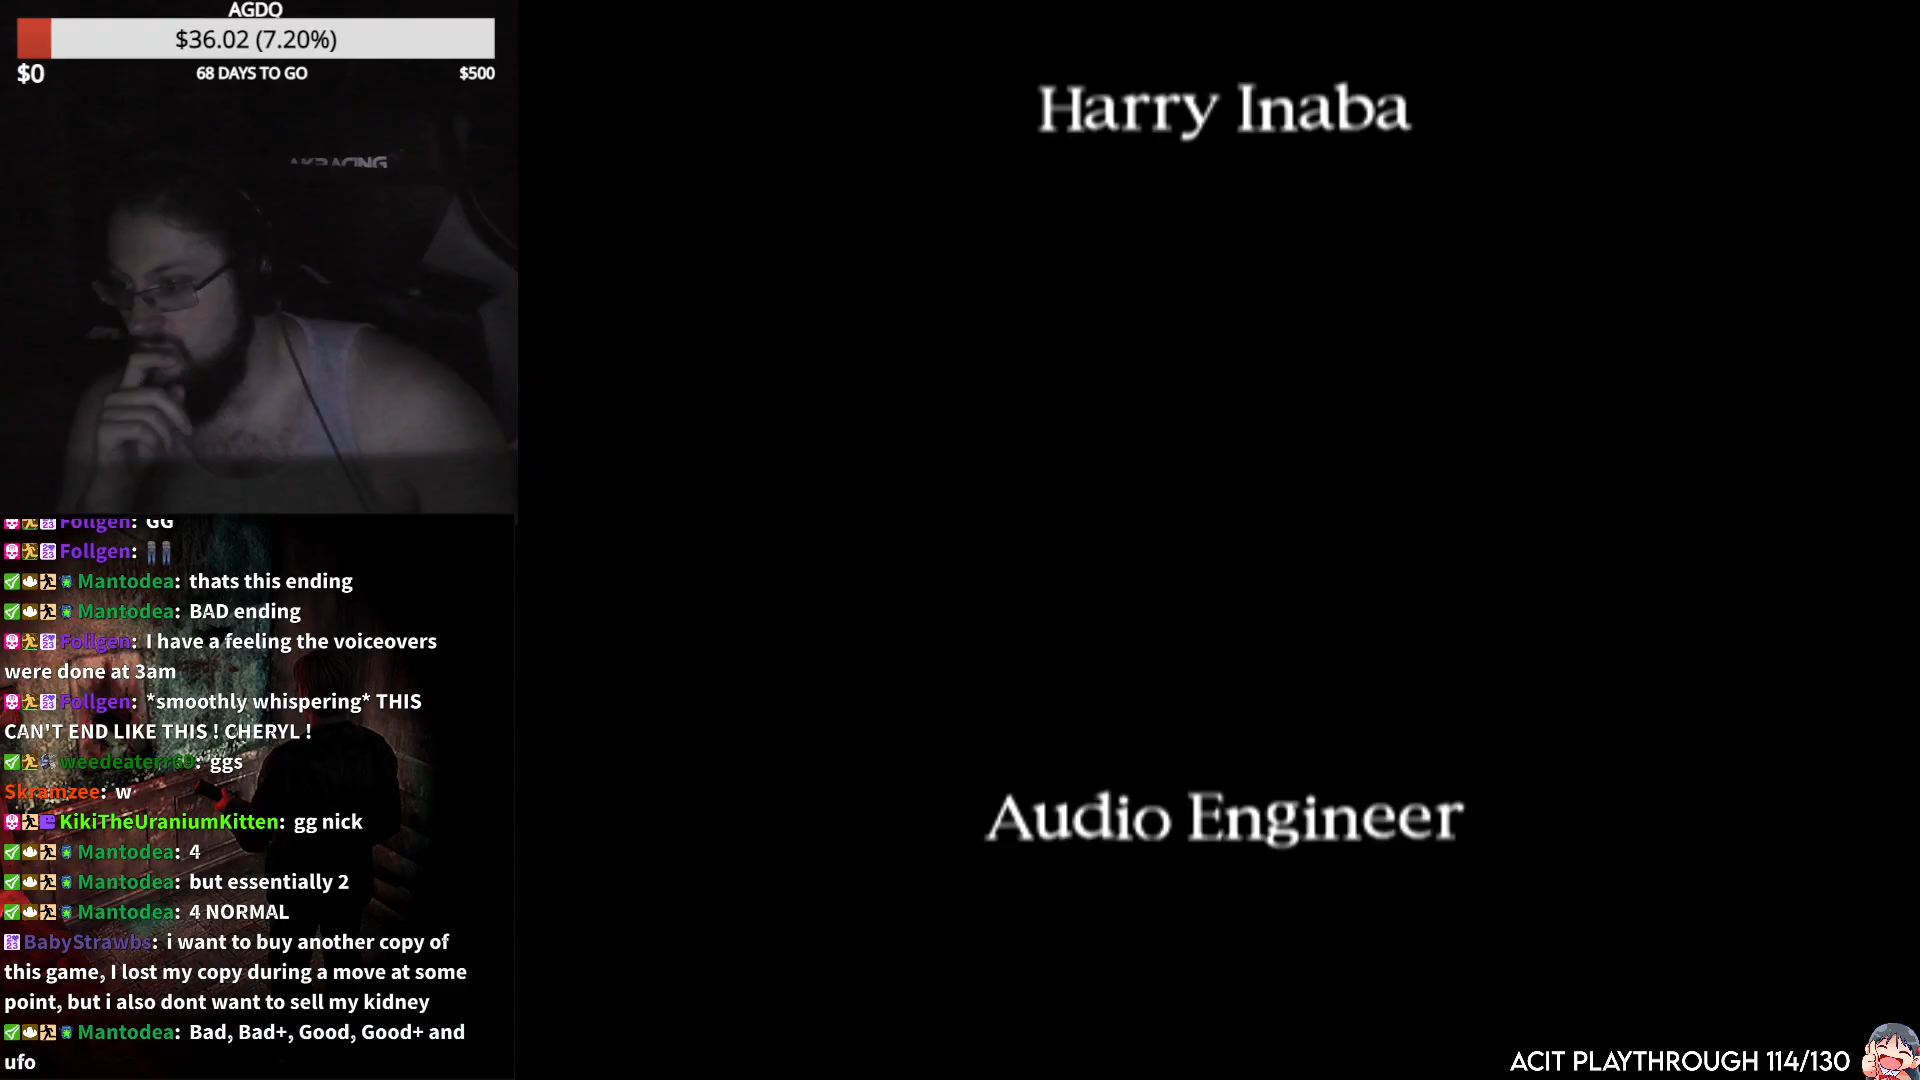 AGDQ
$36.02 (7.20%)
$0
68 DAYS TO GO
$500
AKRACING
Harry Inaba
Follgen: GG
Follgen: 👖👖
Mantodea: thats this ending
Mantodea: BAD ending
Follgen: I have a feeling the voiceovers
were done at 3am
Follgen: *smoothly whispering* THIS
CAN'T END LIKE THIS ! CHERYL !
weedeaterr69: ggs
Skramzee: w
KikiTheUraniumKitten: gg nick
Mantodea: 4
Mantodea: but essentially 2
Mantodea: 4 NORMAL
BabyStrawbs: i want to buy another copy of
this game, I lost my copy during a move at some
point, but i also dont want to sell my kidney
Mantodea: Bad, Bad+, Good, Good+ and
ufo
Audio Engineer
ACIT PLAYTHROUGH 114/130